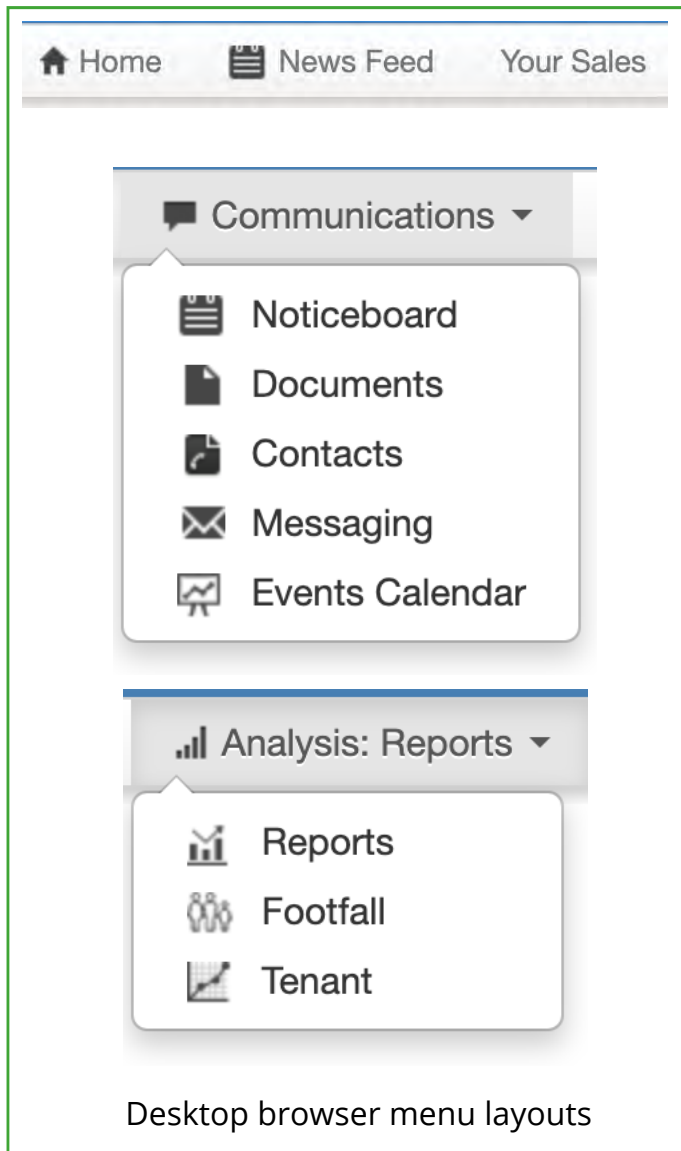 Home News Feed Your Sales
Communications
Noticeboard
Documents
Contacts
Messaging
Events Calendar
Analysis: Reports
Reports
Footfall
Tenant
Desktop browser menu layouts